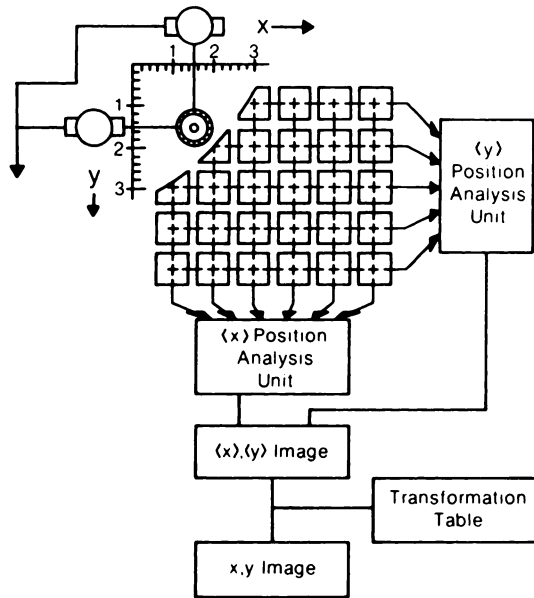 x
1 2 3
1
2
y
3
⟨y⟩
Position
Analysis
Unit
⟨x⟩ Position
Analysis
Unit
⟨x⟩,⟨y⟩ Image
Transformation
Table
x,y Image